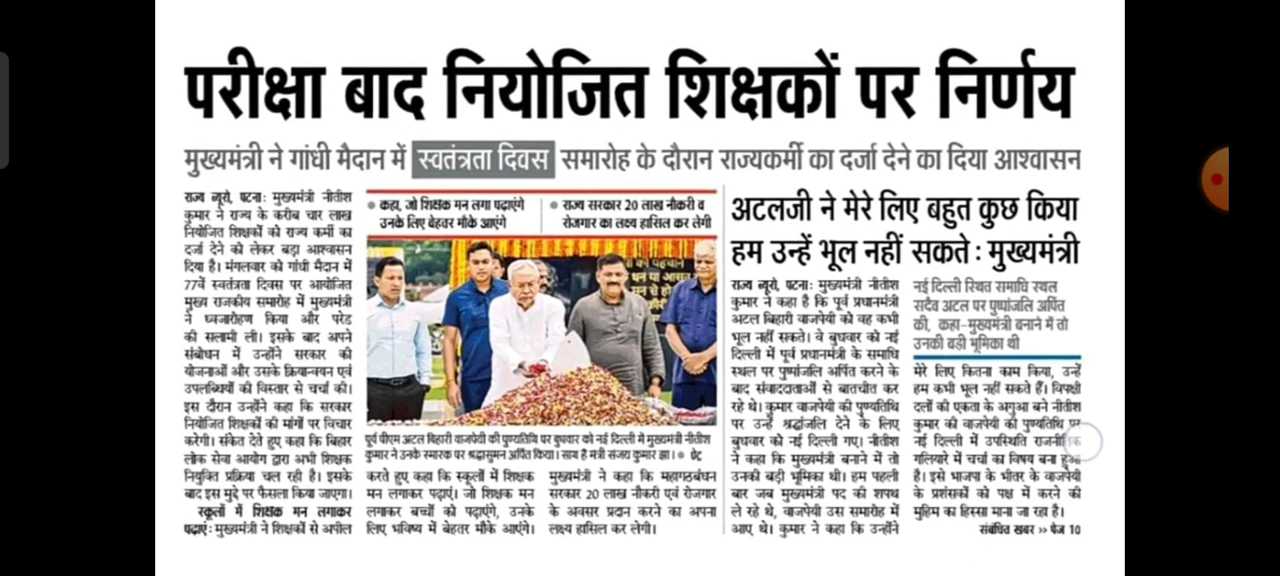 परीक्षा बाद नियोजित शिक्षकों पर निर्णय
मुख्यमंत्री ने गांधी मैदान में स्वतंत्रता दिवस समारोह के दौरान राज्यकर्मी का दर्जा देने का दिया आश्वासन
राज्य ब्यूरो, पटना: मुख्यमंत्री नीतीश
कुमार ने राज्य के करीब चार लाख
नियोजित शिक्षकों को राज्य कर्मी का
दर्जा देने को लेकर बड़ा आश्वासन
दिया है। मंगलवार को गांधी मैदान में
77वें स्वतंत्रता दिवस पर आयोजित
मुख्य राजकीय समारोह में मुख्यमंत्री
ने ध्वजारोहण किया और परेड
की सलामी ली। इसके बाद अपने
संबोधन में उन्होंने सरकार की
योजनाओं और उसके क्रियान्वयन एवं
उपलब्धियों की विस्तार से चर्चा की।
इस दौरान उन्होंने कहा कि सरकार
नियोजित शिक्षकों की मांगों पर विचार
करेगी। संकेत देते हुए कहा कि बिहार
लोक सेवा आयोग द्वारा अभी शिक्षक
नियुक्ति प्रक्रिया चल रही है। इसके
बाद इस मुद्दे पर फैसला किया जाएगा।
स्कूलों में शिक्षक मन लगाकर
पढ़ाएं: मुख्यमंत्री ने शिक्षकों से अपील
● कहा, जो शिक्षक मन लगा पढ़ाएंगे
उनके लिए बेहतर मौके आएंगे
● राज्य सरकार 20 लाख नौकरी व
रोजगार का लक्ष्य हासिल कर लेगी
पूर्व पीएम अटल बिहारी वाजपेयी की पुण्यतिथि पर बुधवार को नई दिल्ली में मुख्यमंत्री नीतीश
कुमार ने उनके स्मारक पर श्रद्धासुमन अर्पित किया। साथ है मंत्री संजय कुमार झा। ● प्रेट्र
करते हुए कहा कि स्कूलों में शिक्षक
मन लगाकर पढ़ाएं। जो शिक्षक मन
लगाकर बच्चों को पढ़ाएंगे, उनके
लिए भविष्य में बेहतर मौके आएंगे।
मुख्यमंत्री ने कहा कि महागठबंधन
सरकार 20 लाख नौकरी एवं रोजगार
के अवसर प्रदान करने का अपना
लक्ष्य हासिल कर लेगी।
अटलजी ने मेरे लिए बहुत कुछ किया
हम उन्हें भूल नहीं सकते : मुख्यमंत्री
राज्य ब्यूरो, पटना: मुख्यमंत्री नीतीश
कुमार ने कहा है कि पूर्व प्रधानमंत्री
अटल बिहारी वाजपेयी को वह कभी
भूल नहीं सकते। वे बुधवार को नई
दिल्ली में पूर्व प्रधानमंत्री के समाधि
स्थल पर पुष्पांजलि अर्पित करने के
बाद संवाददाताओं से बातचीत कर
रहे थे। कुमार वाजपेयी की पुण्यतिथि
पर उन्हें श्रद्धांजलि देने के लिए
बुधवार को नई दिल्ली गए। नीतीश
ने कहा कि मुख्यमंत्री बनाने में तो
उनकी बड़ी भूमिका थी। हम पहली
बार जब मुख्यमंत्री पद की शपथ
ले रहे थे, वाजपेयी उस समारोह में
आए थे। कुमार ने कहा कि उन्होंने
नई दिल्ली स्थित समाधि स्थल
सदैव अटल पर पुष्पांजलि अर्पित
की, कहा-मुख्यमंत्री बनाने में तो
उनकी बड़ी भूमिका थी
मेरे लिए कितना काम किया, उन्हें
हम कभी भूल नहीं सकते हैं। विपक्षी
दलों की एकता के अगुआ बने नीतीश
कुमार की वाजपेयी की पुण्यतिथि पर
नई दिल्ली में उपस्थिति राजनीतिक
गलियारे में चर्चा का विषय बना हुआ
है। इसे भाजपा के भीतर के वाजपेयी
के प्रशंसकों को पक्ष में करने की
मुहिम का हिस्सा माना जा रहा है।
संबंधित खबर >> पेज 10